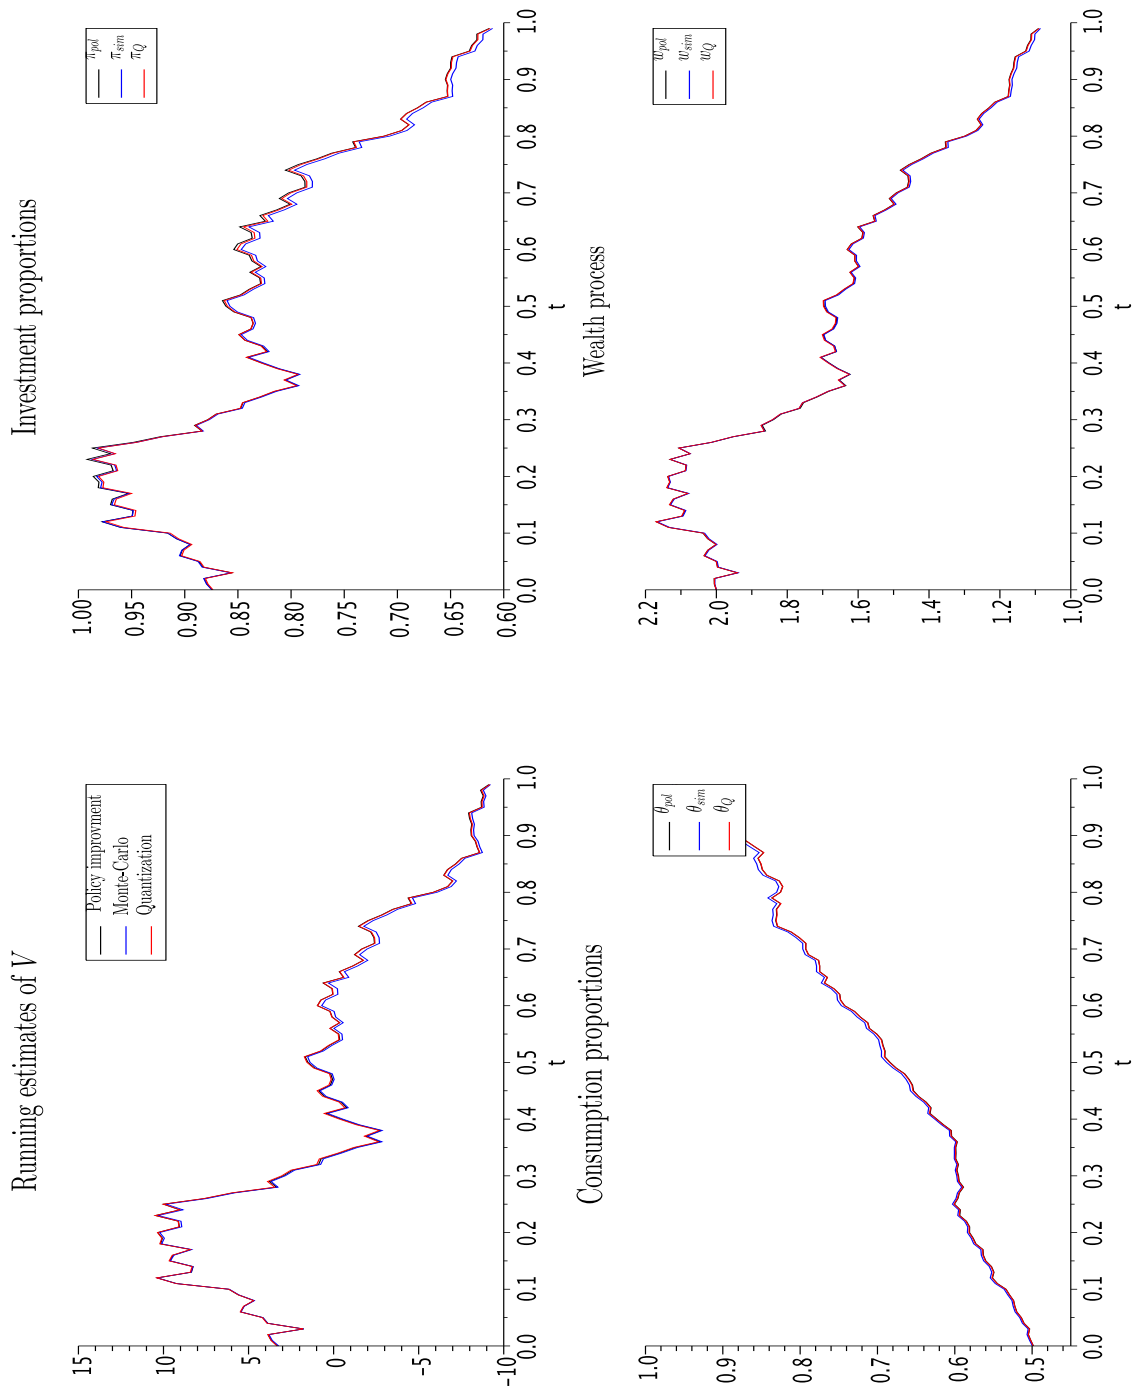 Running estimates of V
15
10
5
0
-5
-10
Policy improvment
Monte-Carlo
Quantization
0.0 0.1 0.2 0.3 0.4 0.5 0.6 0.7 0.8 0.9 1.0
t
Investment proportions
1.00
0.95
0.90
0.85
0.80
0.75
0.70
0.65
0.60
π_pol
π_sim
π_Q
0.0 0.1 0.2 0.3 0.4 0.5 0.6 0.7 0.8 0.9 1.0
t
Consumption proportions
1.0
0.9
0.8
0.7
0.6
0.5
θ_pol
θ_sim
θ_Q
0.0 0.1 0.2 0.3 0.4 0.5 0.6 0.7 0.8 0.9 1.0
t
Wealth process
2.2
2.0
1.8
1.6
1.4
1.2
1.0
w_pol
w_sim
w_Q
0.0 0.1 0.2 0.3 0.4 0.5 0.6 0.7 0.8 0.9 1.0
t